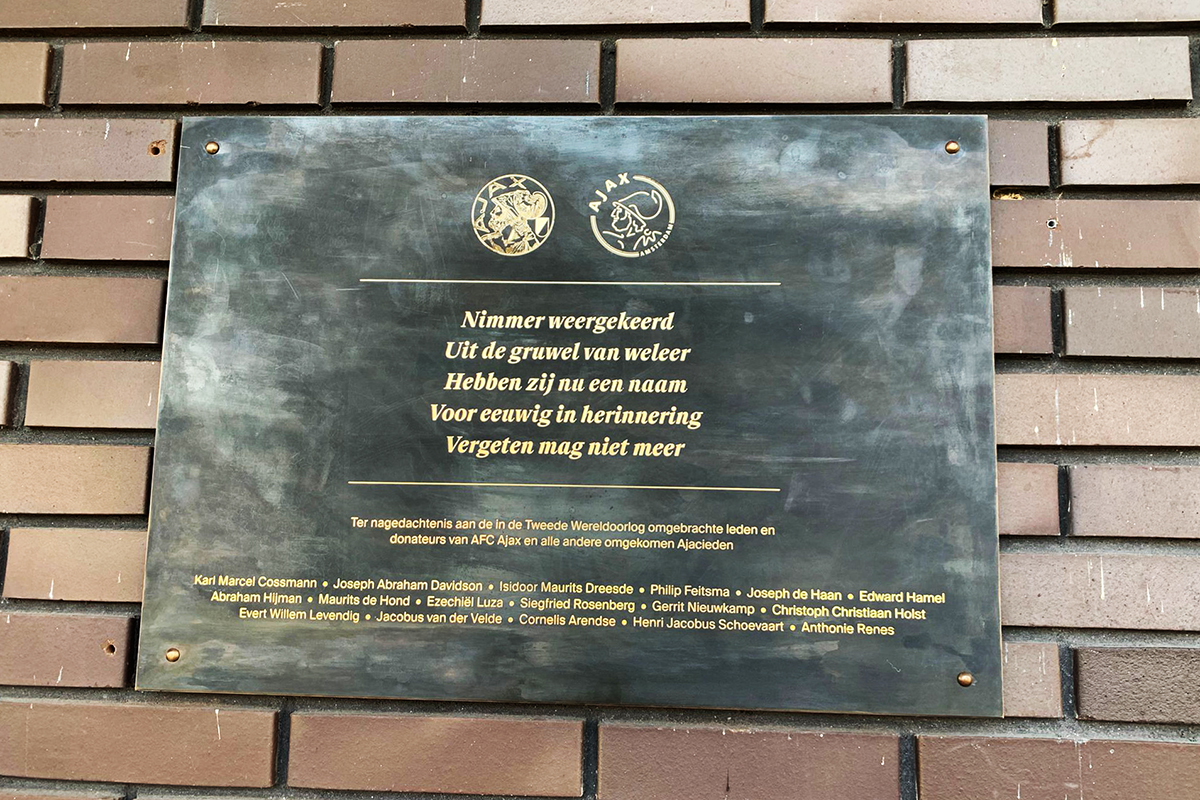 AJAX
AJAX
AMSTERDAM
Nimmer weergekeerd
Uit de gruwel van weleer
Hebben zij nu een naam
Voor eeuwig in herinnering
Vergeten mag niet meer
Ter nagedachtenis aan de in de Tweede Wereldoorlog omgebrachte leden en
donateurs van AFC Ajax en alle andere omgekomen Ajacieden
Karl Marcel Cossmann • Joseph Abraham Davidson • Isidoor Maurits Dreesde • Philip Feitsma • Joseph de Haan • Edward Hamel
Abraham Hijman • Maurits de Hond • Ezechiël Luza • Siegfried Rosenberg • Gerrit Nieuwkamp • Christoph Christiaan Holst
Evert Willem Levendig • Jacobus van der Velde • Cornelis Arendse • Henri Jacobus Schoevaart • Anthonie Renes